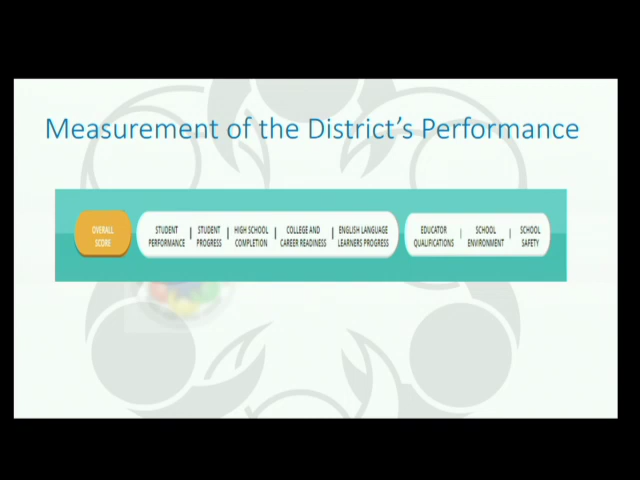 Measurement of the District's Performance
OVERALL
SCORE
STUDENT
PERFORMANCE
STUDENT
PROGRESS
HIGH SCHOOL
COMPLETION
COLLEGE AND
CAREER READINESS
ENGLISH LANGUAGE
LEARNERS PROGRESS
EDUCATOR
QUALIFICATIONS
SCHOOL
ENVIRONMENT
SCHOOL
SAFETY